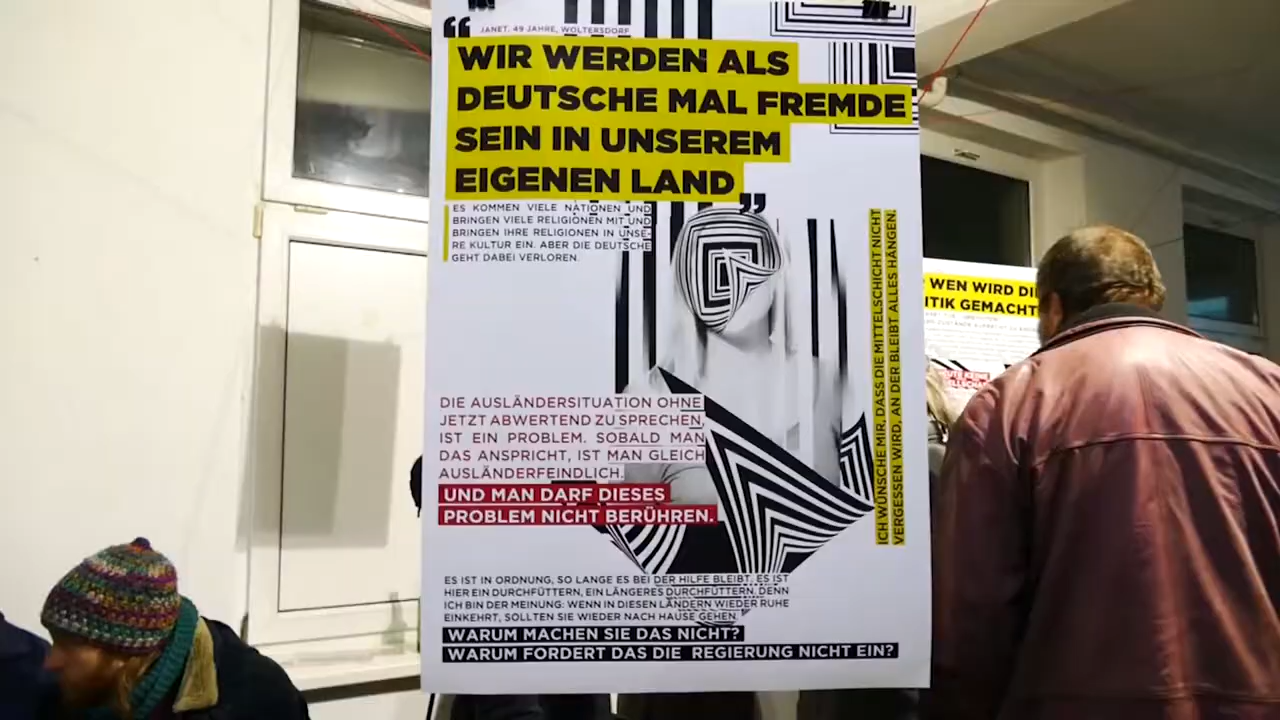 JANET. 49 JAHRE, WOLTERSDORF
WIR WERDEN ALS
DEUTSCHE MAL FREMDE
SEIN IN UNSEREM
EIGENEN LAND
ES KOMMEN VIELE NATIONEN UND
BRINGEN VIELE RELIGIONEN MIT UND
BRINGEN IHRE RELIGIONEN IN UNSE-
RE KULTUR EIN. ABER DIE DEUTSCHE
GEHT DABEI VERLOREN.
ICH WÜNSCHE MIR, DASS DIE MITTELSCHICHT NICHT
VERGESSEN WIRD, AN DER BLEIBT ALLES HÄNGEN.
DIE AUSLÄNDERSITUATION OHNE
JETZT ABWERTEND ZU SPRECHEN,
IST EIN PROBLEM. SOBALD MAN
DAS ANSPRICHT, IST MAN GLEICH
AUSLÄNDERFEINDLICH.
UND MAN DARF DIESES
PROBLEM NICHT BERÜHREN.
ES IST IN ORDNUNG, SO LANGE ES BEI DER HILFE BLEIBT. ES IST
HIER EIN DURCHFÜTTERN, EIN LÄNGERES DURCHFÜTTERN. DENN
ICH BIN DER MEINUNG: WENN IN DIESEN LÄNDERN WIEDER RUHE
EINKEHRT, SOLLTEN SIE WIEDER NACH HAUSE GEHEN.
WARUM MACHEN SIE DAS NICHT?
WARUM FORDERT DAS DIE REGIERUNG NICHT EIN?
WEN WIRD DI
ITIK GEMACHT